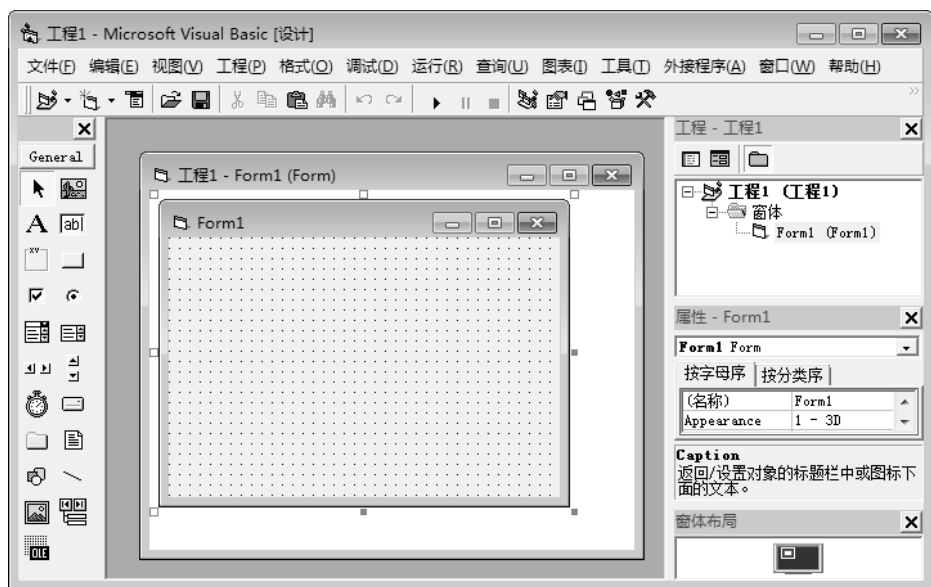 工程1 - Microsoft Visual Basic [设计]
文件(F) 编辑(E) 视图(V) 工程(P) 格式(O) 调试(D) 运行(R) 查询(U) 图表(I) 工具(T) 外接程序(A) 窗口(W) 帮助(H)
General
A
ab
xy
OLE
工程1 - Form1 (Form)
Form1
工程 - 工程1
工程1 (工程1)
窗体
Form1 (Form1)
属性 - Form1
Form1 Form
按字母序 按分类序
(名称) Form1
Appearance 1 - 3D
Caption
返回/设置对象的标题栏中或图标下
面的文本。
窗体布局